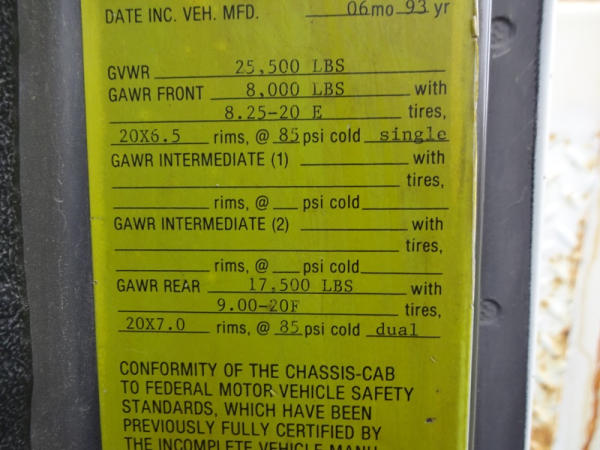 DATE INC. VEH. MFD. 06mo 93 yr
GVWR 25,500 LBS
GAWR FRONT 8,000 LBS with
8.25-20 E tires,
20X6.5 rims, @ 85 psi cold single
GAWR INTERMEDIATE (1) with
tires,
rims, @ psi cold
GAWR INTERMEDIATE (2) with
tires,
rims, @ psi cold
GAWR REAR 17,500 LBS with
9.00-20F tires,
20X7.0 rims, @ 85 psi cold dual
CONFORMITY OF THE CHASSIS-CAB
TO FEDERAL MOTOR VEHICLE SAFETY
STANDARDS, WHICH HAVE BEEN
PREVIOUSLY FULLY CERTIFIED BY
THE INCOMPLETE VEHICLE MANU